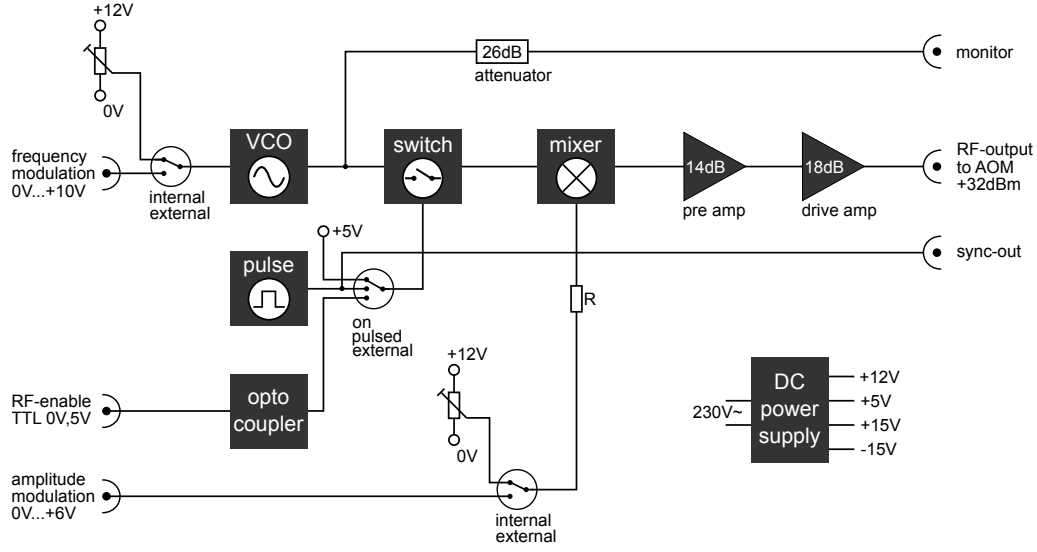 +12V
0V
frequency
modulation
0V...+10V
internal
external
VCO
26dB
attenuator
monitor
switch
mixer
14dB
pre amp
18dB
drive amp
RF-output
to AOM
+32dBm
+5V
sync-out
pulse
on
pulsed
external
R
RF-enable
TTL 0V,5V
opto
coupler
+12V
0V
amplitude
modulation
0V...+6V
internal
external
230V~
DC
power
supply
+12V
+5V
+15V
-15V